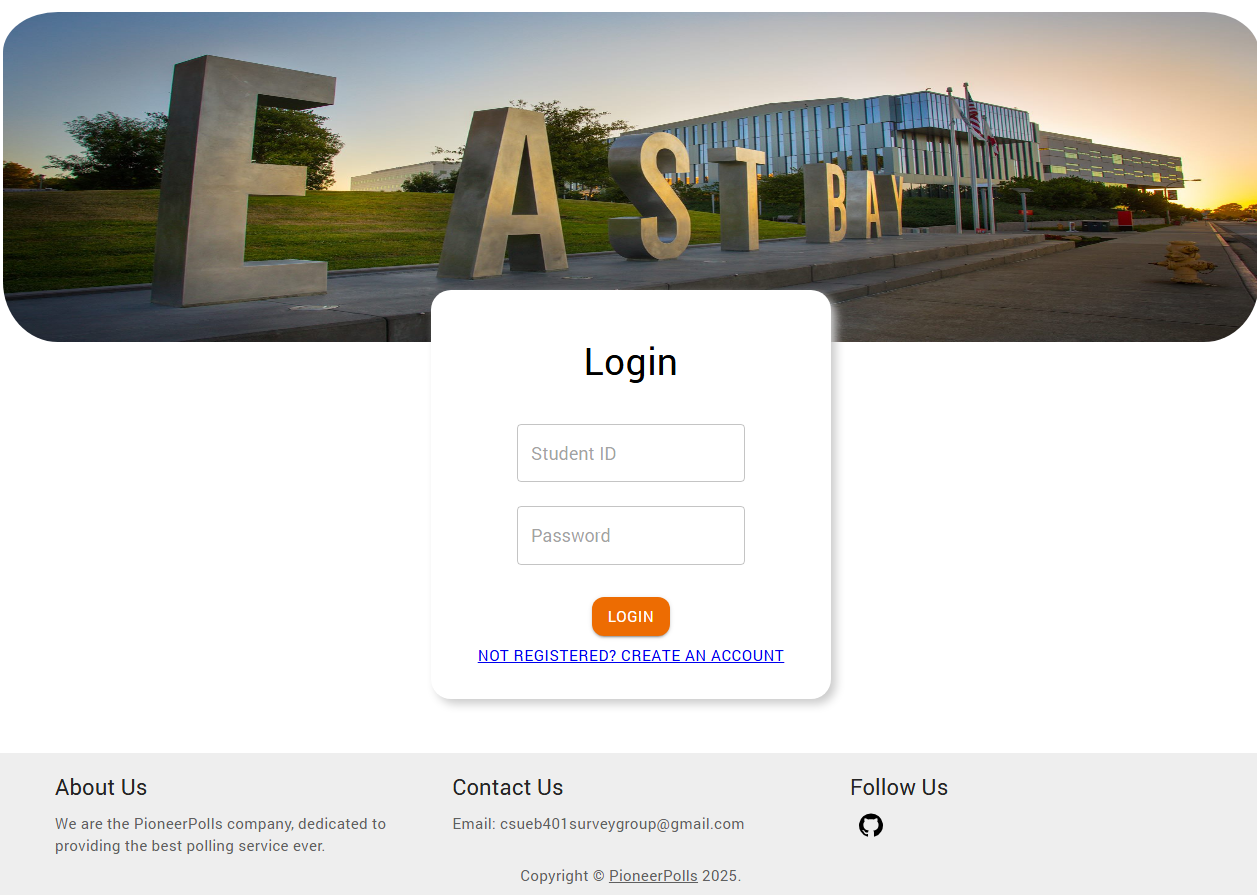 EAST BAY
Login
Student ID
Password
LOGIN
NOT REGISTERED? CREATE AN ACCOUNT
About Us
We are the PioneerPolls company, dedicated to
providing the best polling service ever.
Contact Us
Email: csueb401surveygroup@gmail.com
Follow Us
Copyright © PioneerPolls 2025.